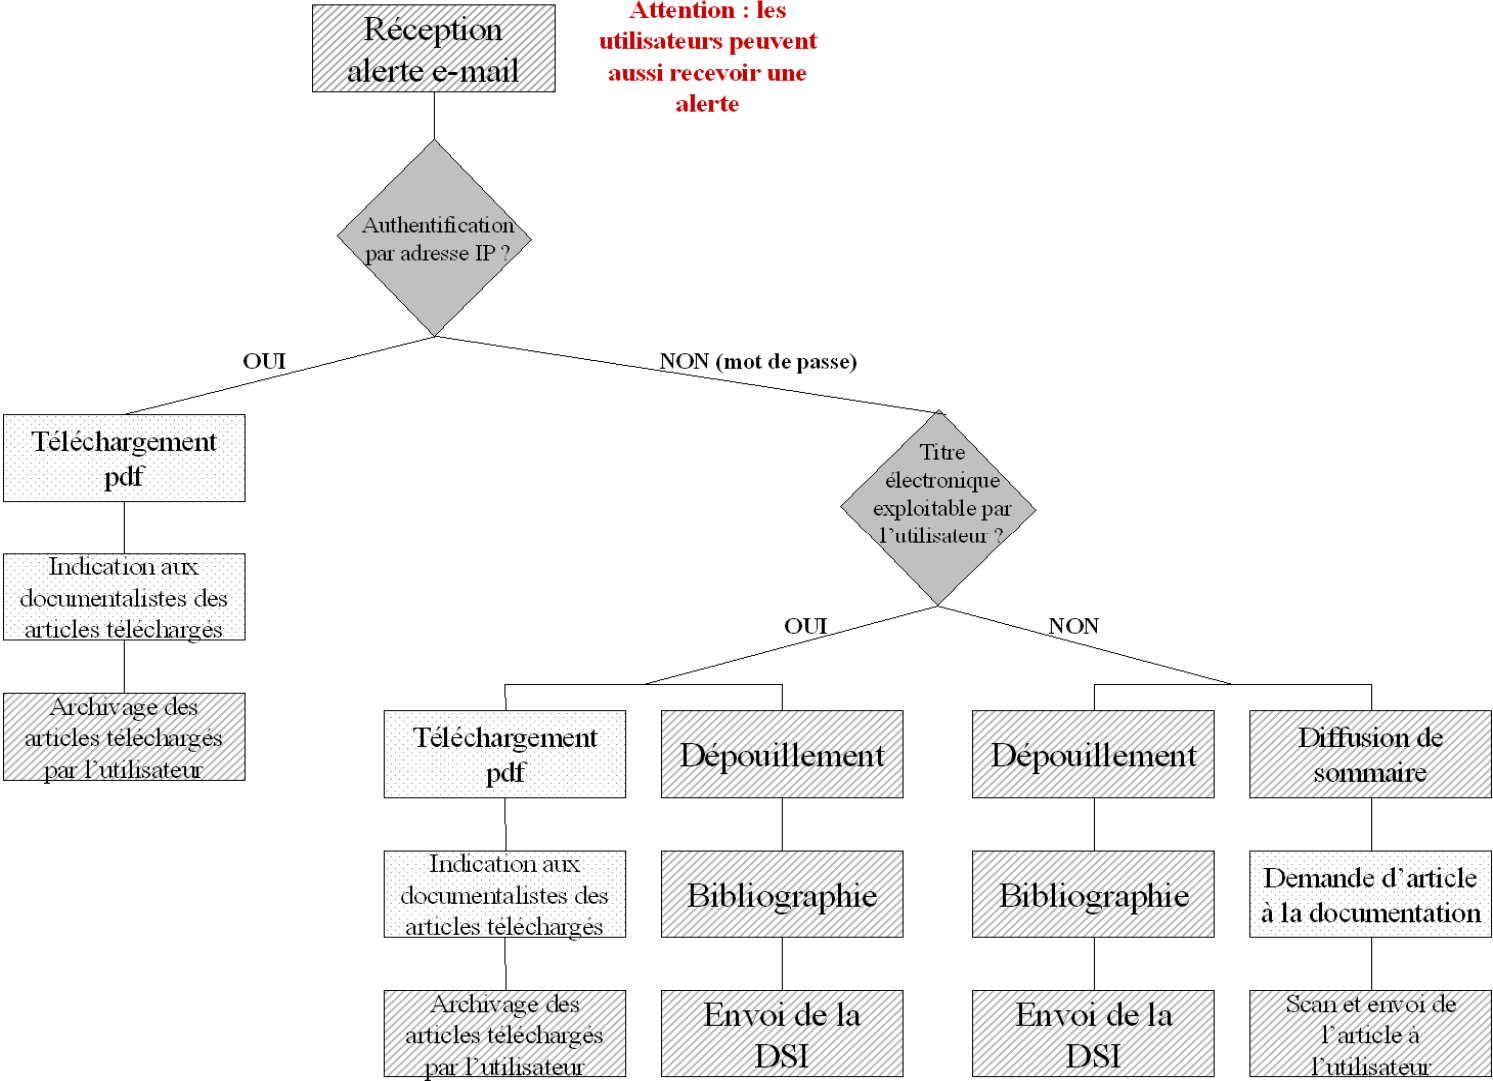 Réception
alerte e-mail
Attention : les
utilisateurs peuvent
aussi recevoir une
alerte
Authentification
par adresse IP ?
OUI
NON (mot de passe)
Téléchargement
pdf
Indication aux
documentalistes des
articles téléchargés
Archivage des
articles téléchargés
par l’utilisateur
Titre
électronique
exploitable par
l’utilisateur ?
OUI
NON
Téléchargement
pdf
Indication aux
documentalistes des
articles téléchargés
Archivage des
articles téléchargés
par l’utilisateur
Dépouillement
Bibliographie
Envoi de la
DSI
Dépouillement
Bibliographie
Envoi de la
DSI
Diffusion de
sommaire
Demande d’article
à la documentation
Scan et envoi de
l’article à
l’utilisateur